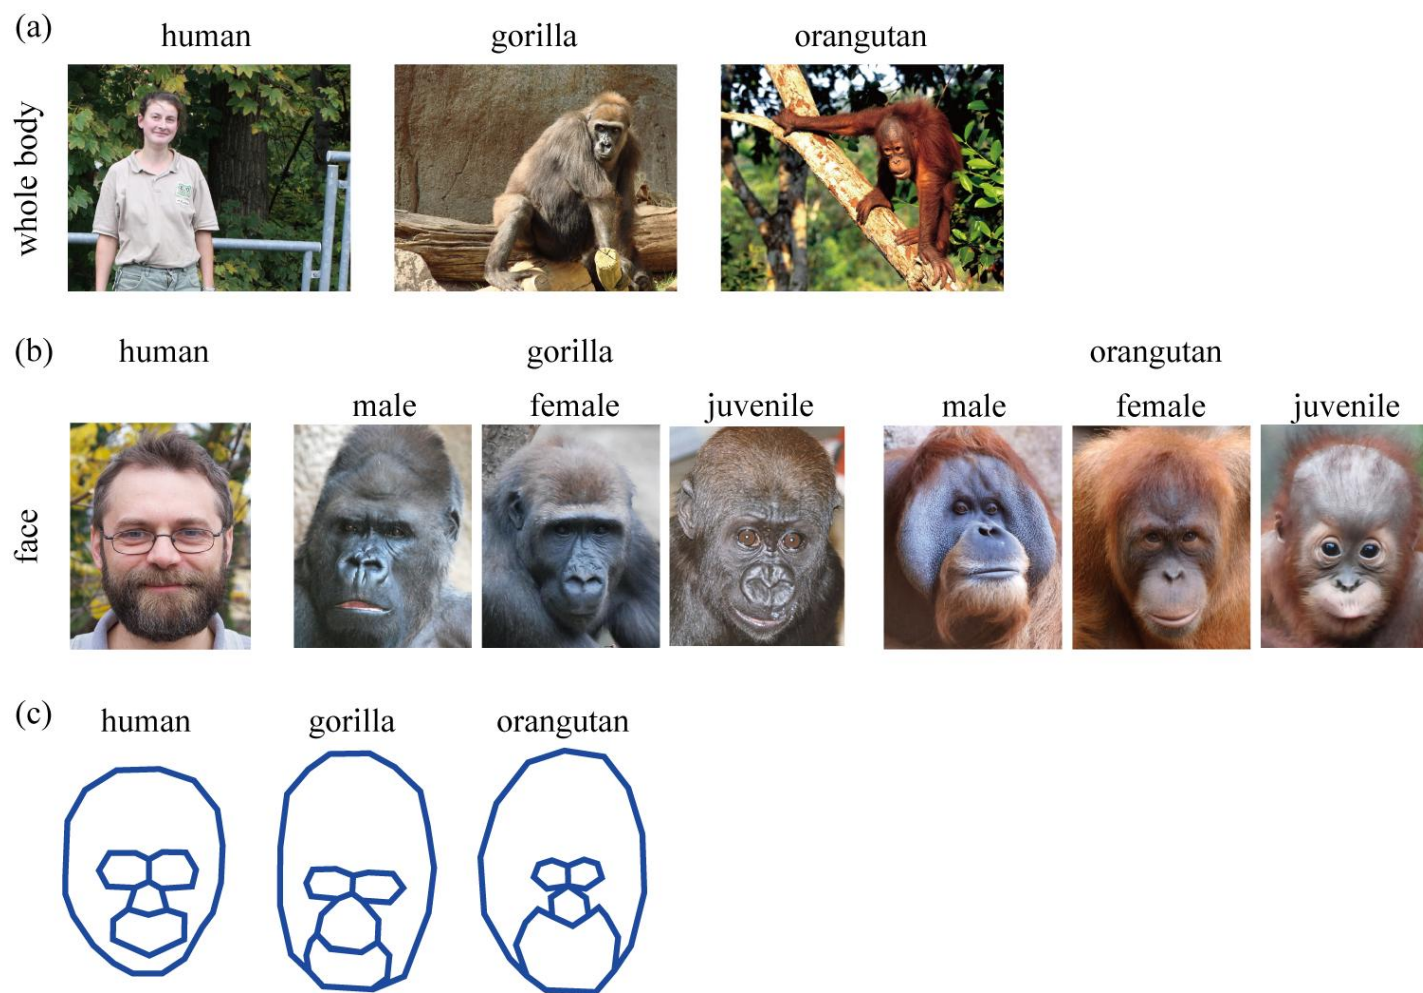 (a)
human gorilla orangutan
whole body
(b)
human gorilla orangutan
male female juvenile male female juvenile
face
(c)
human gorilla orangutan